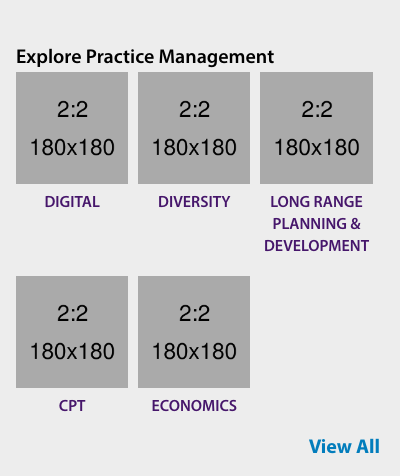 Explore Practice Management
2:2
180x180
2:2
180x180
2:2
180x180
DIGITAL
DIVERSITY
LONG RANGE
PLANNING &
DEVELOPMENT
2:2
180x180
2:2
180x180
CPT
ECONOMICS
View All